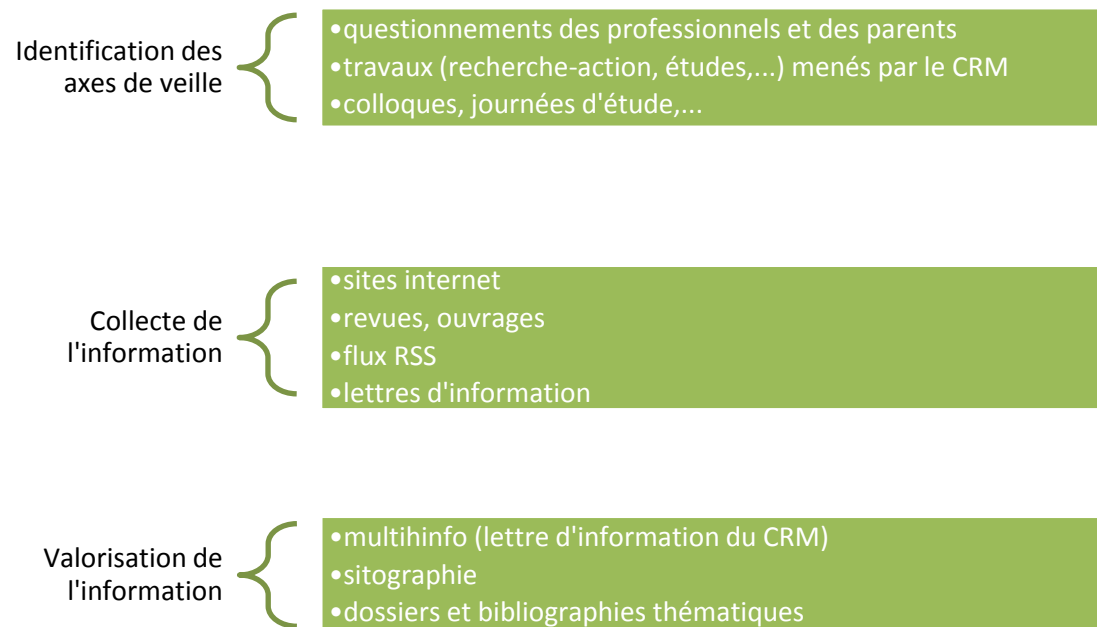 Identification des
axes de veille
•questionnements des professionnels et des parents
•travaux (recherche-action, études,...) menés par le CRM
•colloques, journées d'étude,...
Collecte de
l'information
•sites internet
•revues, ouvrages
•flux RSS
•lettres d'information
Valorisation de
l'information
•multihinfo (lettre d'information du CRM)
•sitographie
•dossiers et bibliographies thématiques